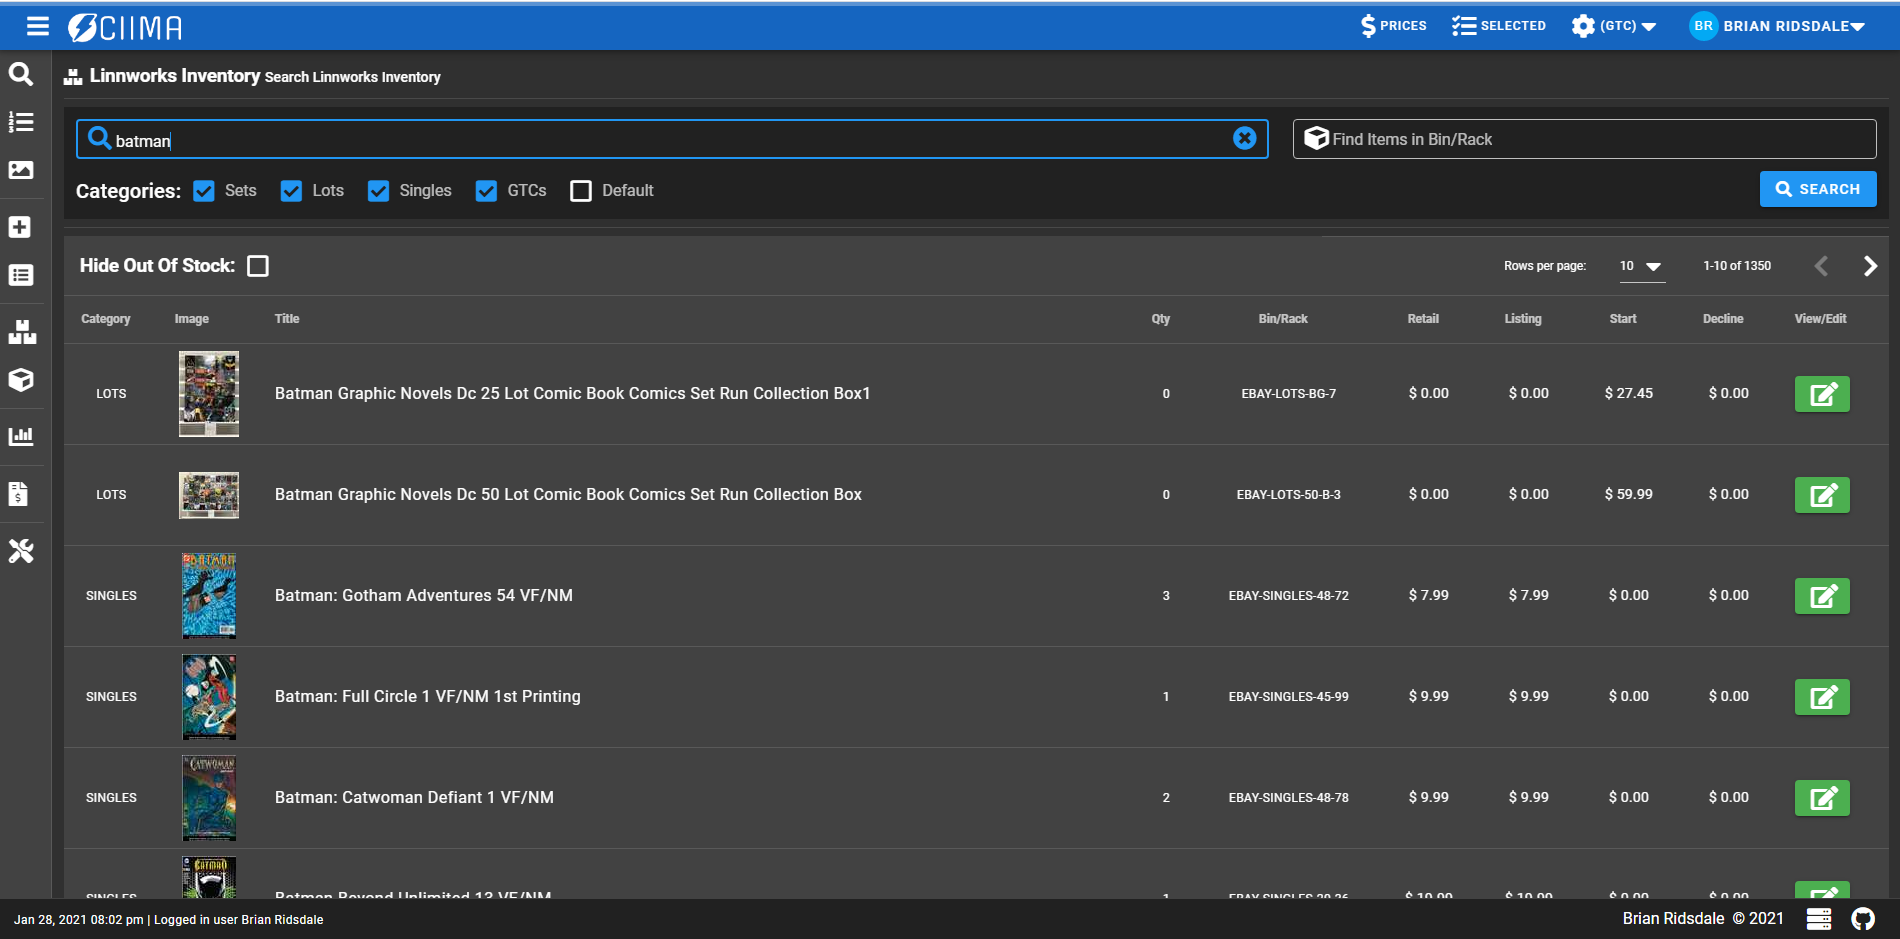 CIIMA
PRICES
SELECTED
(GTC)
BR
BRIAN RIDSDALE
Linnworks Inventory Search Linnworks Inventory
batman
Find Items in Bin/Rack
Categories: Sets Lots Singles GTCs Default
SEARCH
Hide Out Of Stock:
Rows per page: 10 1-10 of 1350
Category Image Title Qty Bin/Rack Retail Listing Start Decline View/Edit
LOTS Batman Graphic Novels Dc 25 Lot Comic Book Comics Set Run Collection Box1 0 EBAY-LOTS-BG-7 $ 0.00 $ 0.00 $ 27.45 $ 0.00
LOTS Batman Graphic Novels Dc 50 Lot Comic Book Comics Set Run Collection Box 0 EBAY-LOTS-50-B-3 $ 0.00 $ 0.00 $ 59.99 $ 0.00
BATMAN
SINGLES Batman: Gotham Adventures 54 VF/NM 3 EBAY-SINGLES-48-72 $ 7.99 $ 7.99 $ 0.00 $ 0.00
SINGLES Batman: Full Circle 1 VF/NM 1st Printing 1 EBAY-SINGLES-45-99 $ 9.99 $ 9.99 $ 0.00 $ 0.00
CATWOMAN
SINGLES Batman: Catwoman Defiant 1 VF/NM 2 EBAY-SINGLES-48-78 $ 9.99 $ 9.99 $ 0.00 $ 0.00
BATMAN
SINGLES Batman Beyond Unlimited 13 VF/NM 1
Jan 28, 2021 08:02 pm | Logged in user Brian Ridsdale
Brian Ridsdale © 2021